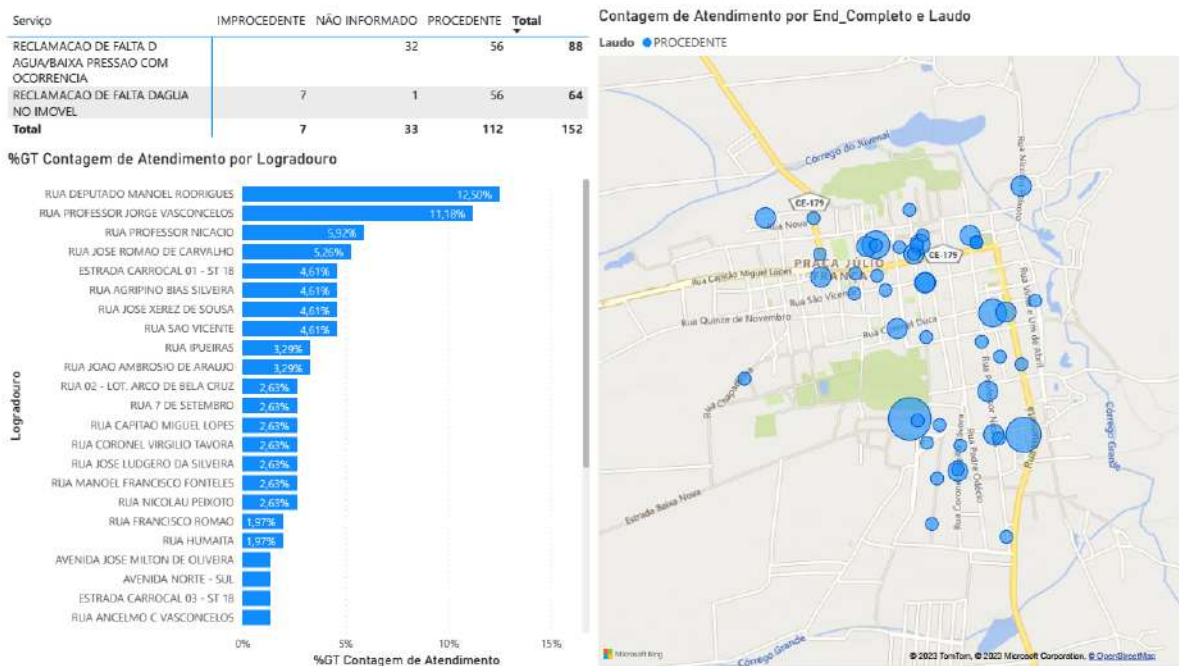 Serviço IMPROCEDENTE NÃO INFORMADO PROCEDENTE Total
RECLAMACAO DE FALTA D 32 56 88
AGUA/BAIXA PRESSAO COM
OCORRENCIA
RECLAMACAO DE FALTA DAGUA 7 1 56 64
NO IMOVEL
Total 7 33 112 152
%GT Contagem de Atendimento por Logradouro
Logradouro
RUA DEPUTADO MANOEL RODRIGUES 12,50%
RUA PROFESSOR JORGE VASCONCELOS 11,18%
RUA PROFESSOR NICACIO 5,92%
RUA JOSE ROMAO DE CARVALHO 5,26%
ESTRADA CARROCAL 01 - ST 18 4,61%
RUA AGRIPINO BIAS SILVEIRA 4,61%
RUA JOSE XEREZ DE SOUSA 4,61%
RUA SAO VICENTE 4,61%
RUA IPUEIRAS 3,29%
RUA JOAO AMBROSIO DE ARAUJO 3,29%
RUA 02 - LOT. ARCO DE BELA CRUZ 2,63%
RUA 7 DE SETEMBRO 2,63%
RUA CAPITAO MIGUEL LOPES 2,63%
RUA CORONEL VIRGILIO TAVORA 2,63%
RUA JOSE LUDGERO DA SILVEIRA 2,63%
RUA MANOEL FRANCISCO FONTELES 2,63%
RUA NICOLAU PEIXOTO 2,63%
RUA FRANCISCO ROMAO 1,97%
RUA HUMAITA 1,97%
AVENIDA JOSE MILTON DE OLIVEIRA
AVENIDA NORTE - SUL
ESTRADA CARROCAL 03 - ST 18
RUA ANCELMO C VASCONCELOS
0% 5% 10% 15%
%GT Contagem de Atendimento
Contagem de Atendimento por End_Completo e Laudo
Laudo PROCEDENTE
Córrego do Juvenal
CE-179
Rua Nova
CE-179
PRAÇA JÚLIO
FRANÇA
Rua Capitão Miguel Lopes
Rua São Vicente
Rua Quinze de Novembro
Rua Vinte e Um de Abril
Córrego Grande
Rua Padre Odécio
Estrada Baixa Nova
Córrego Grande
Microsoft Bing
© 2023 TomTom, © 2023 Microsoft Corporation, © OpenStreetMap